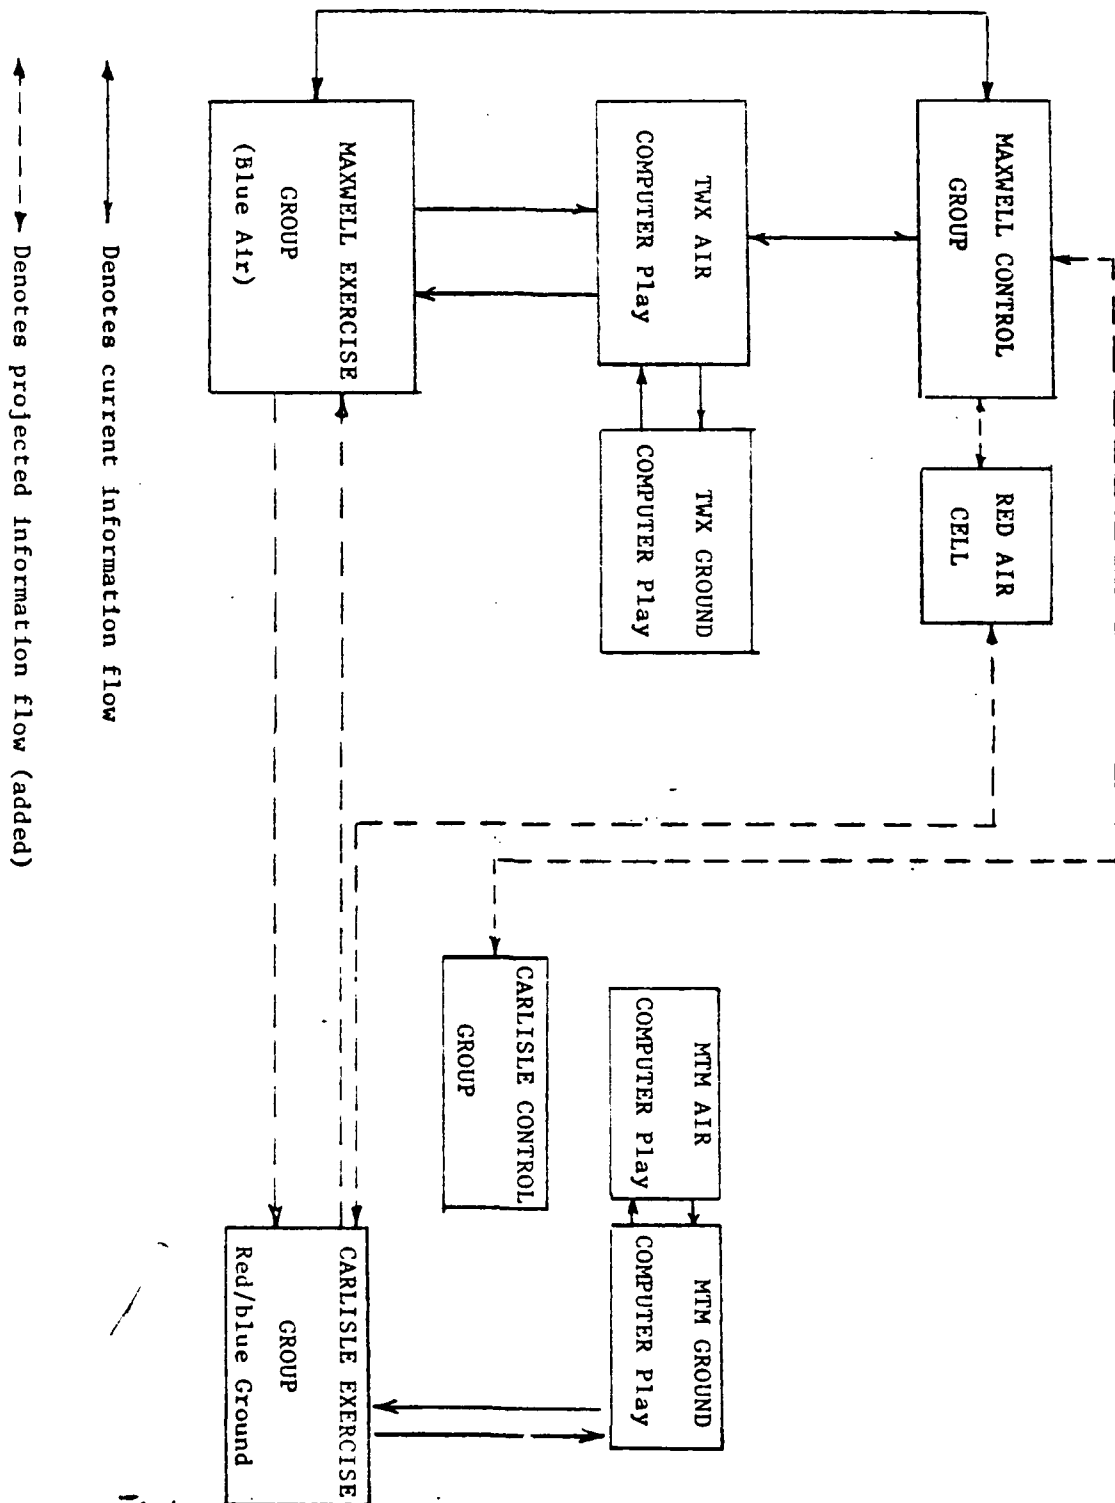 MAXWELL CONTROL
GROUP
RED AIR
CELL
TWX AIR
COMPUTER Play
TWX GROUND
COMPUTER Play
MTM AIR
COMPUTER Play
MTM GROUND
COMPUTER Play
CARLISLE CONTROL
GROUP
MAXWELL EXERCISE
GROUP
(Blue Air)
CARLISLE EXERCISE
GROUP
Red/blue Ground
Denotes current information flow
Denotes projected information flow (added)